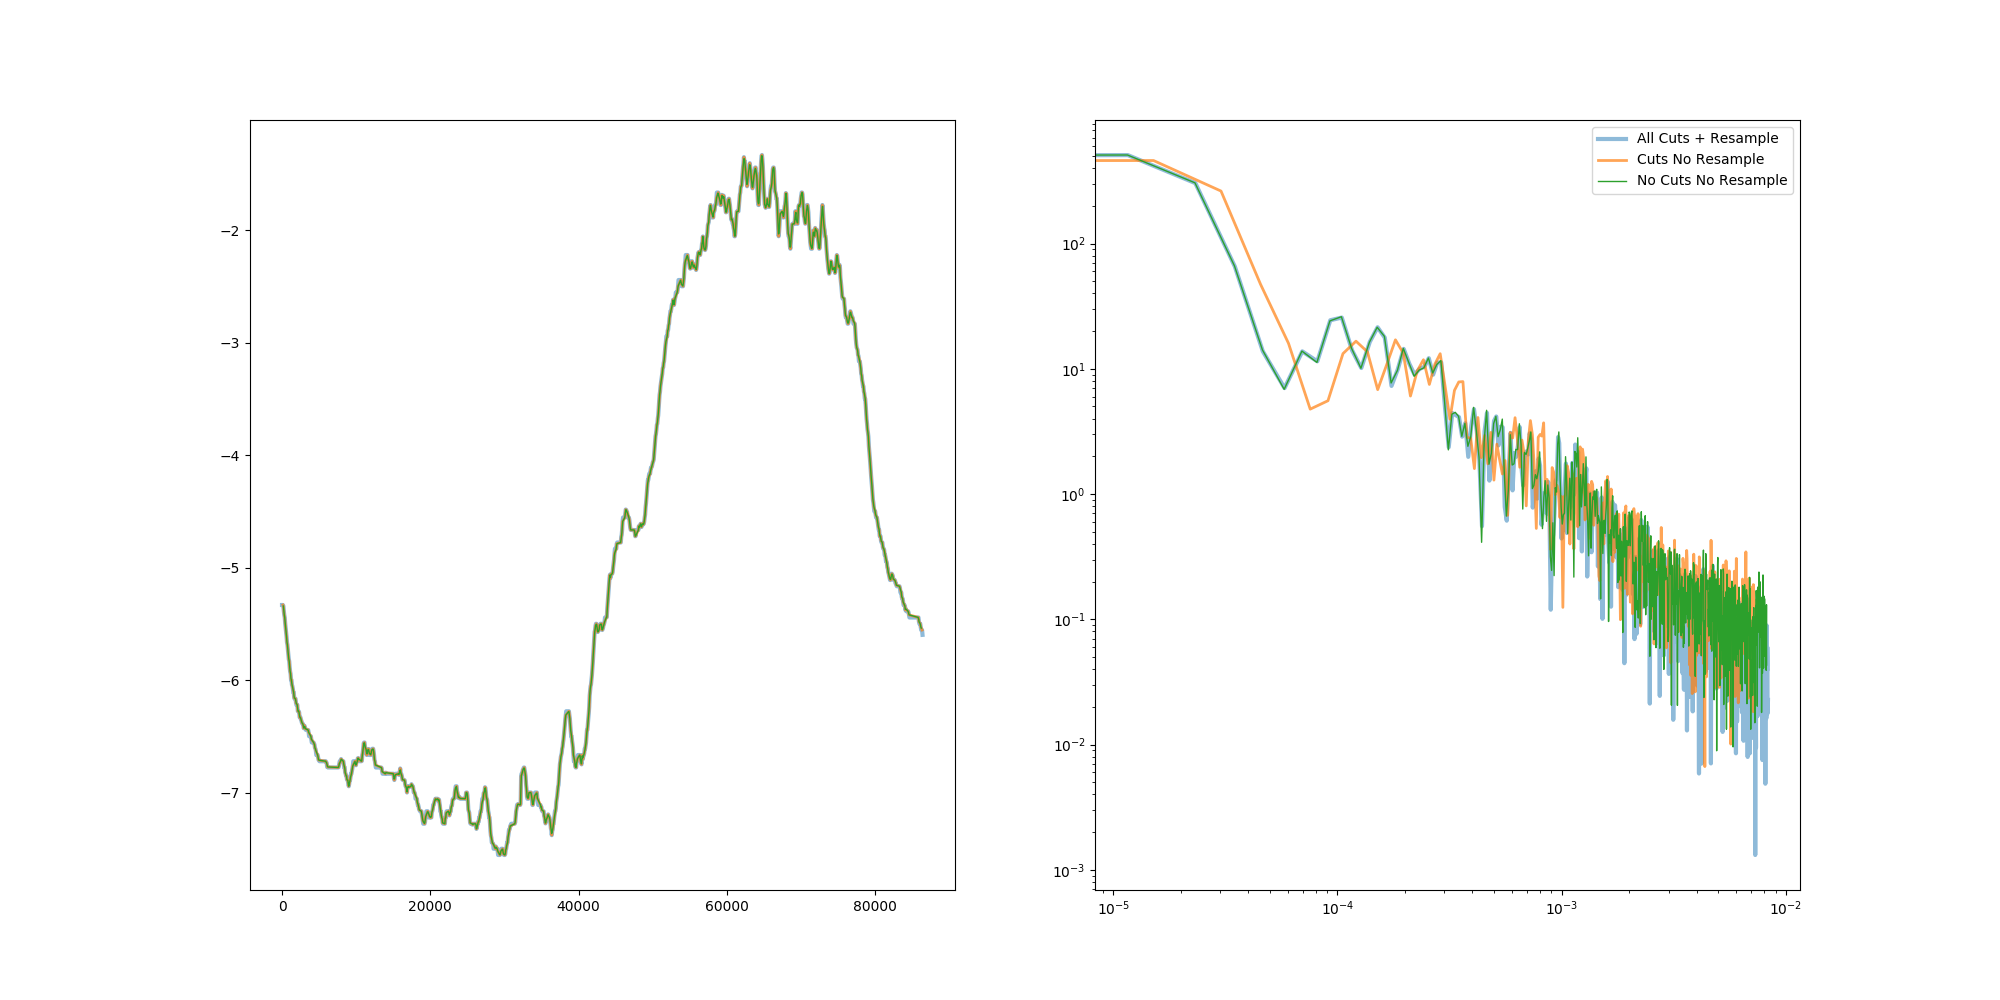 −2
−3
−4
−5
−6
−7
0 20000 40000 60000 80000
All Cuts + Resample
Cuts No Resample
No Cuts No Resample
10²
10¹
10⁰
10⁻¹
10⁻²
10⁻³
10⁻⁵ 10⁻⁴ 10⁻³ 10⁻²